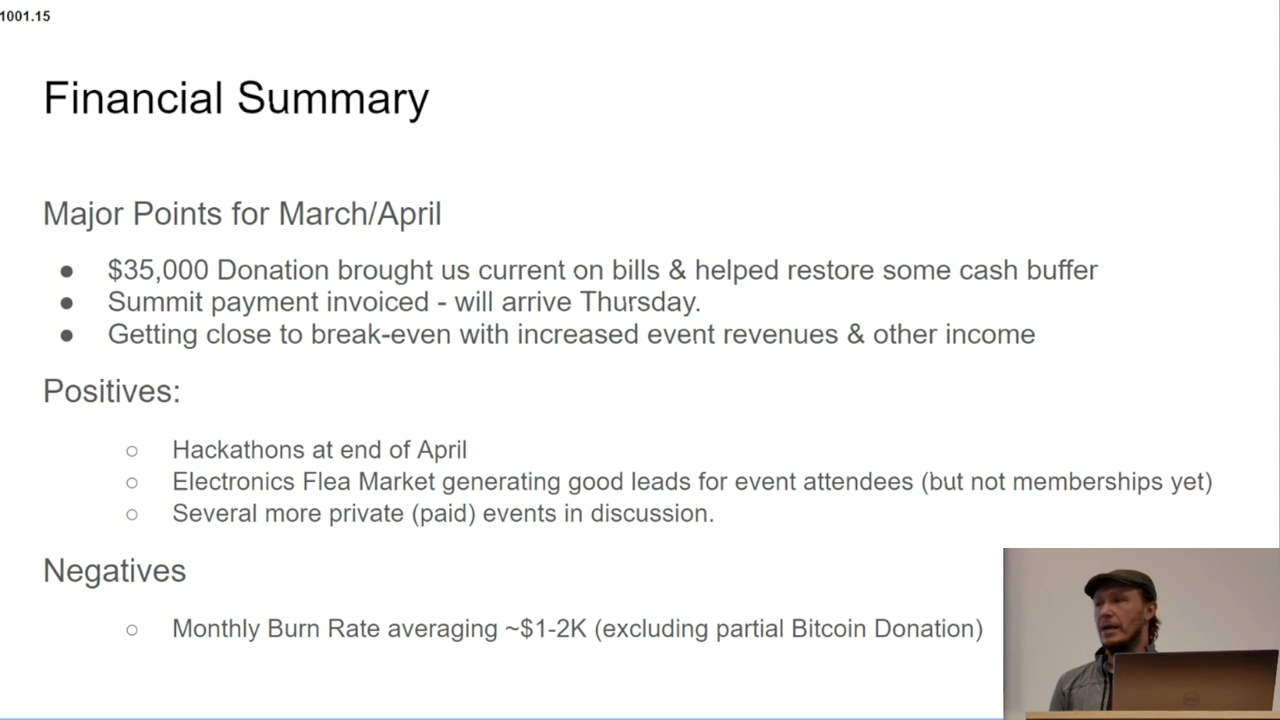 1001.15
Financial Summary
Major Points for March/April
● $35,000 Donation brought us current on bills & helped restore some cash buffer
● Summit payment invoiced - will arrive Thursday.
● Getting close to break-even with increased event revenues & other income
Positives:
○ Hackathons at end of April
○ Electronics Flea Market generating good leads for event attendees (but not memberships yet)
○ Several more private (paid) events in discussion.
Negatives
○ Monthly Burn Rate averaging ~$1-2K (excluding partial Bitcoin Donation)